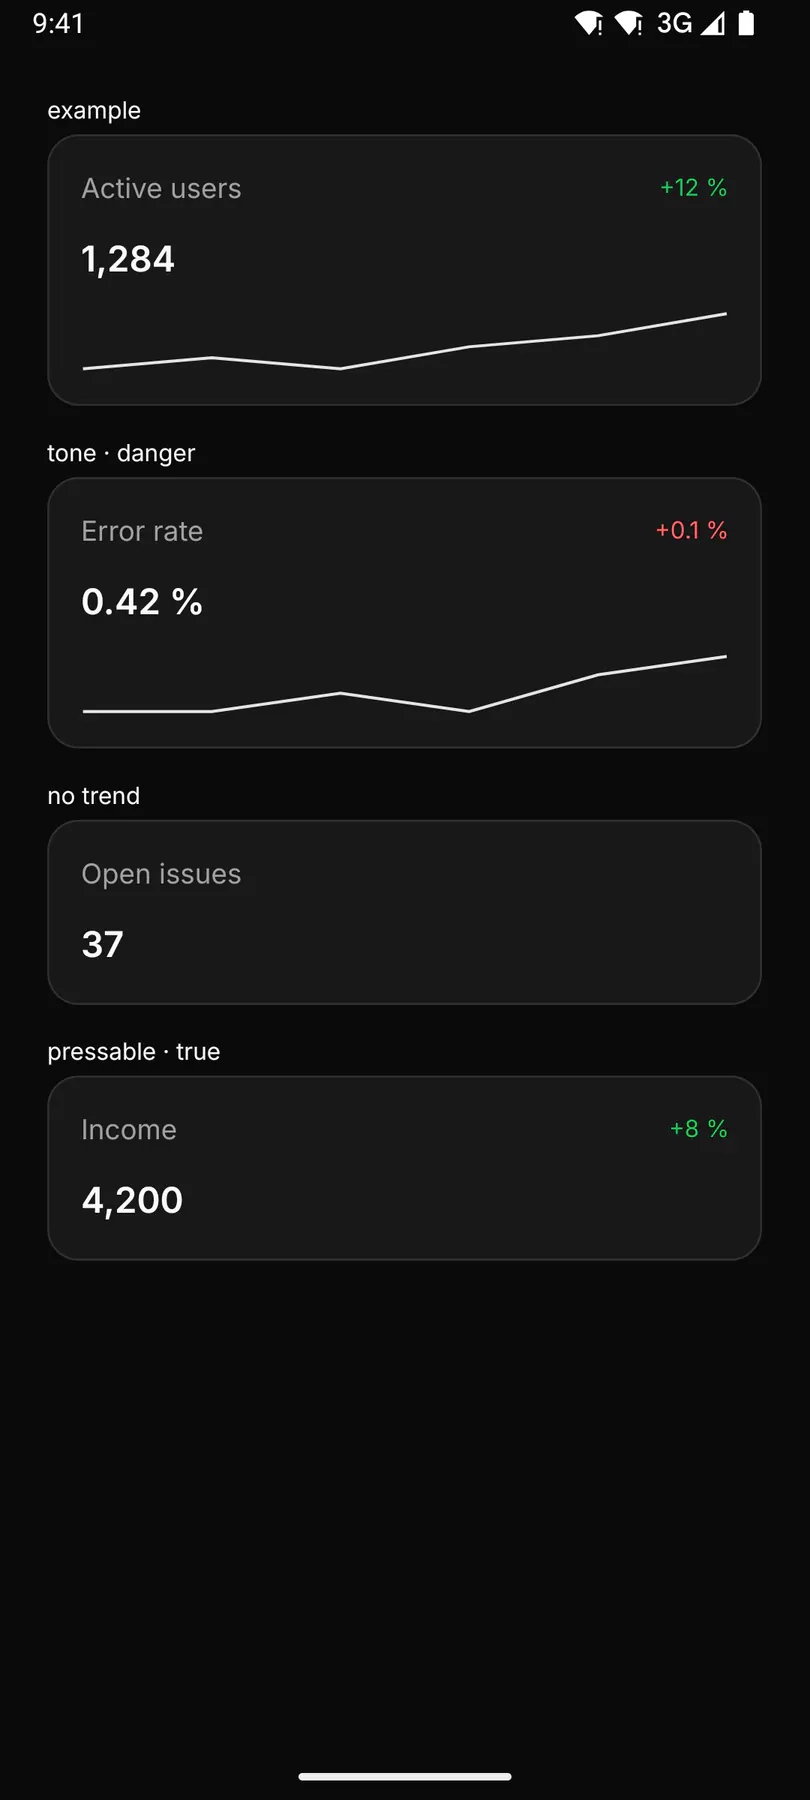 9:41
3G
example
Active users
+12 %
1,284
tone · danger
Error rate
+0.1 %
0.42 %
no trend
Open issues
37
pressable · true
Income
+8 %
4,200